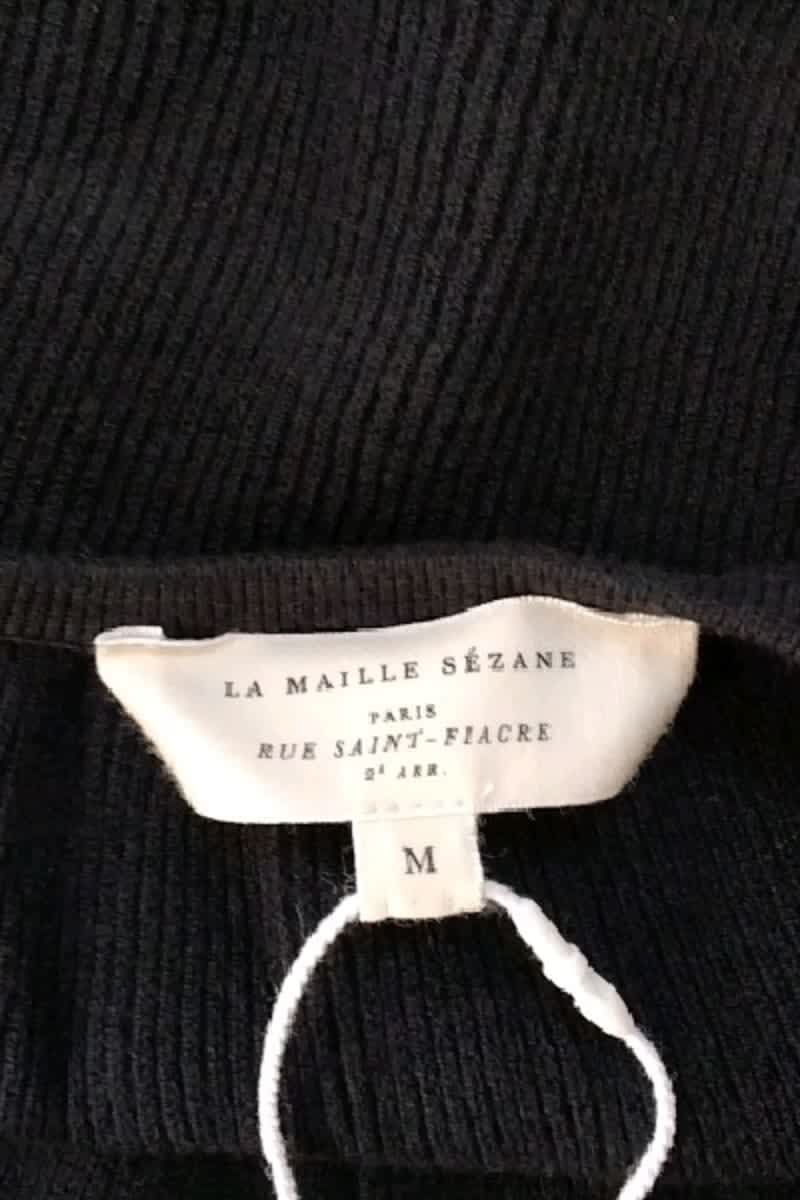 LA MAILLE SÉZANE
PARIS
RUE SAINT-FIACRE
2ᵉ ARR.
M